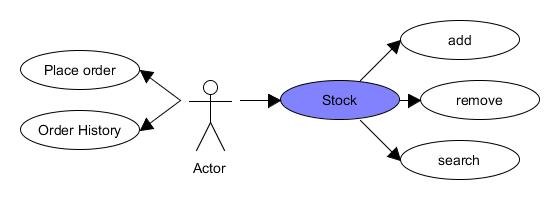 Place order
Order History
Actor
Stock
add
remove
search